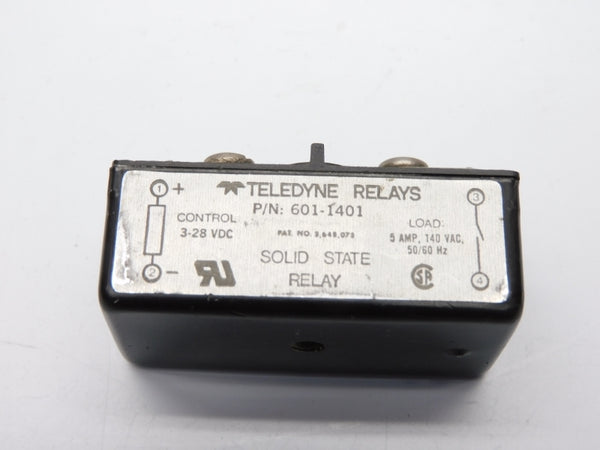 TELEDYNE RELAYS
P/N: 601-1401
1 +
CONTROL
3-28 VDC
2 -
PAT. NO. 3,648,075
SOLID STATE
RELAY
3
LOAD:
5 AMP, 140 VAC,
50/60 Hz
4